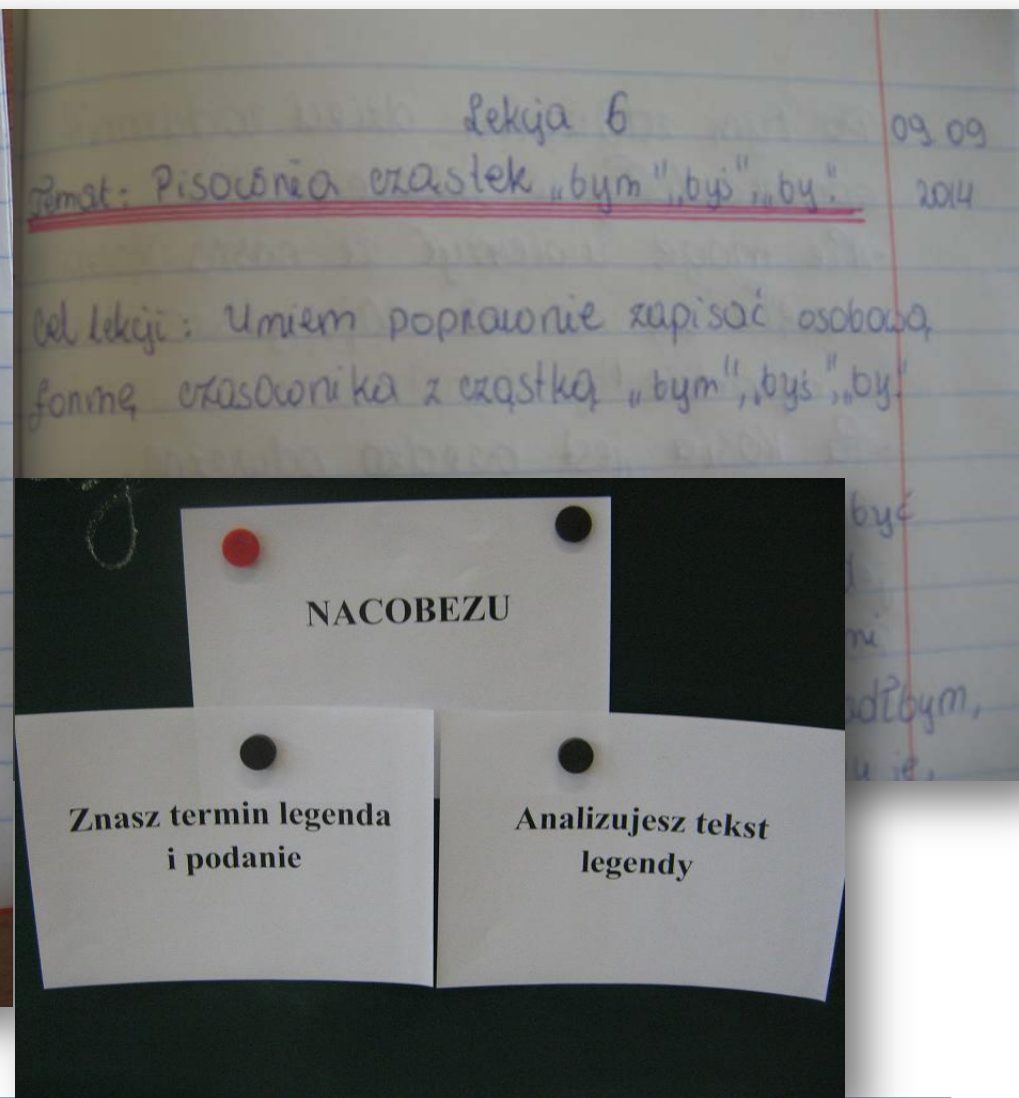 Lekcja 6
09.09
Temat: Pisownia cząstek „bym", „byś", „by".
2014
Cel lekcji: Umiem poprawnie zapisać osobową
formę czasownika z cząstką „bym", „byś", „by"
być
adłbym,
NACOBEZU
Znasz termin legenda
i podanie
Analizujesz tekst
legendy